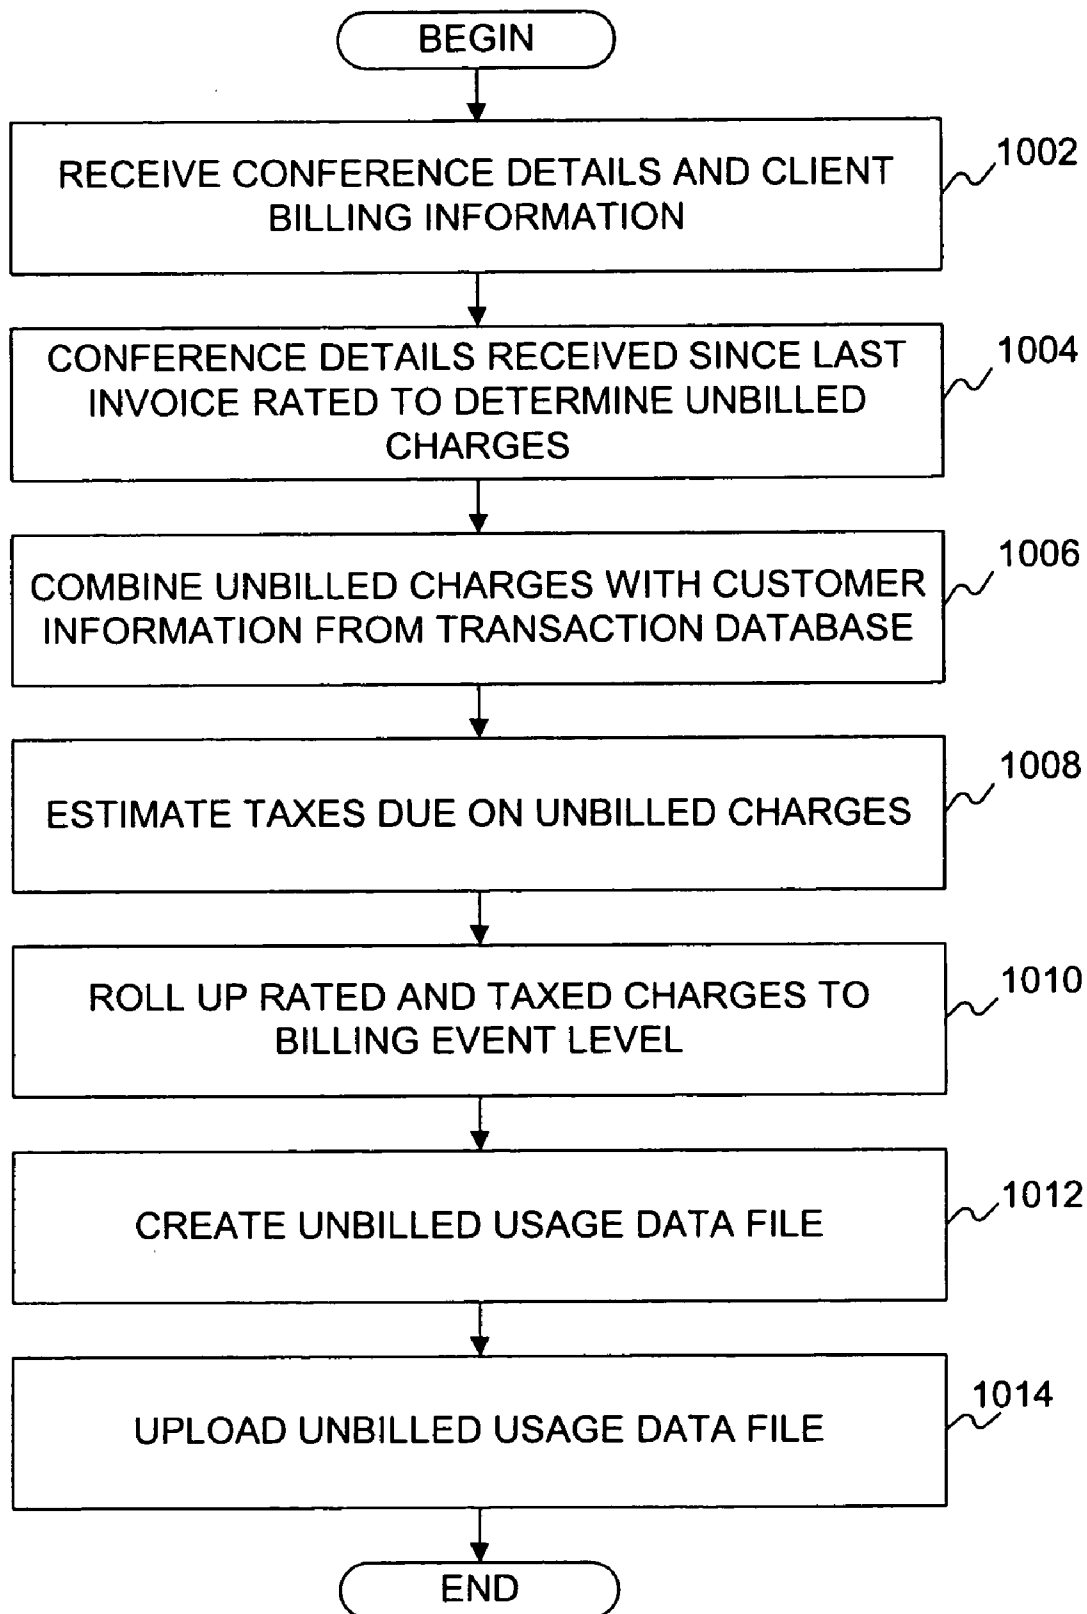 BEGIN
RECEIVE CONFERENCE DETAILS AND CLIENT
BILLING INFORMATION
1002
CONFERENCE DETAILS RECEIVED SINCE LAST
INVOICE RATED TO DETERMINE UNBILLED
CHARGES
1004
COMBINE UNBILLED CHARGES WITH CUSTOMER
INFORMATION FROM TRANSACTION DATABASE
1006
ESTIMATE TAXES DUE ON UNBILLED CHARGES
1008
ROLL UP RATED AND TAXED CHARGES TO
BILLING EVENT LEVEL
1010
CREATE UNBILLED USAGE DATA FILE
1012
UPLOAD UNBILLED USAGE DATA FILE
1014
END